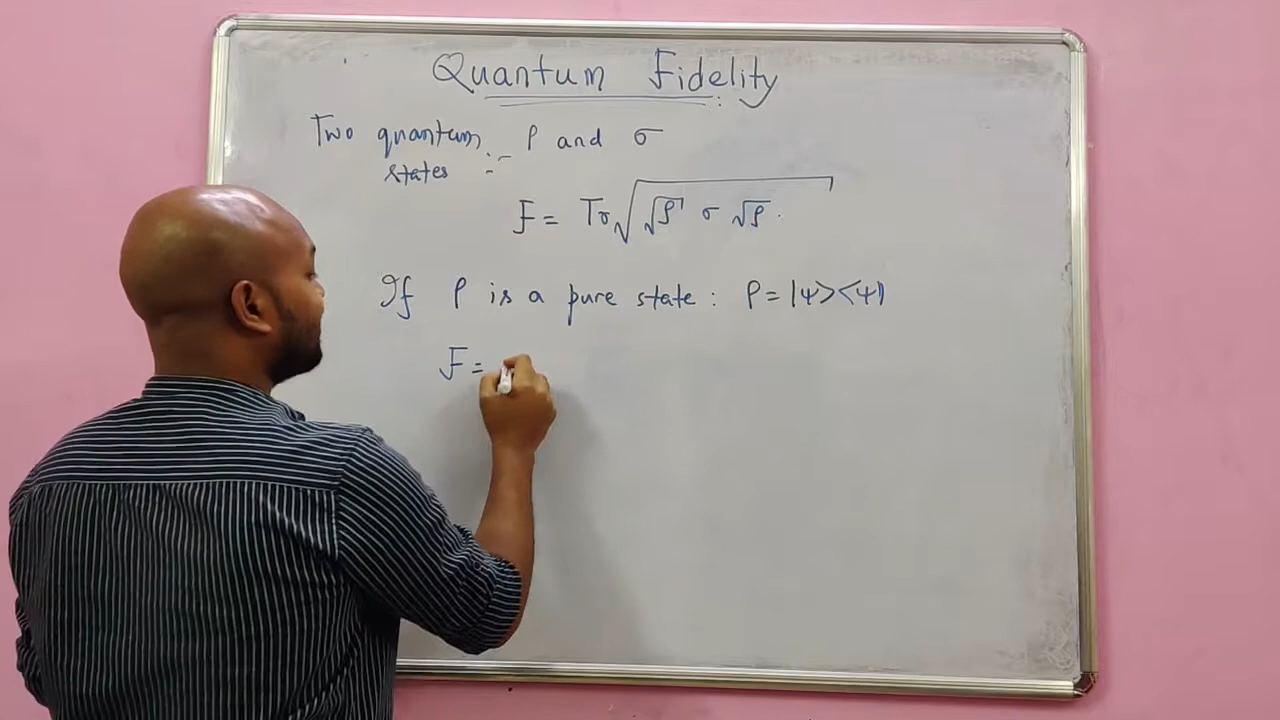 Quantum Fidelity
Two quantum states :- ρ and σ
F = Tr√(√ρ σ √ρ)
If ρ is a pure state : ρ = |ψ><ψ|
F =